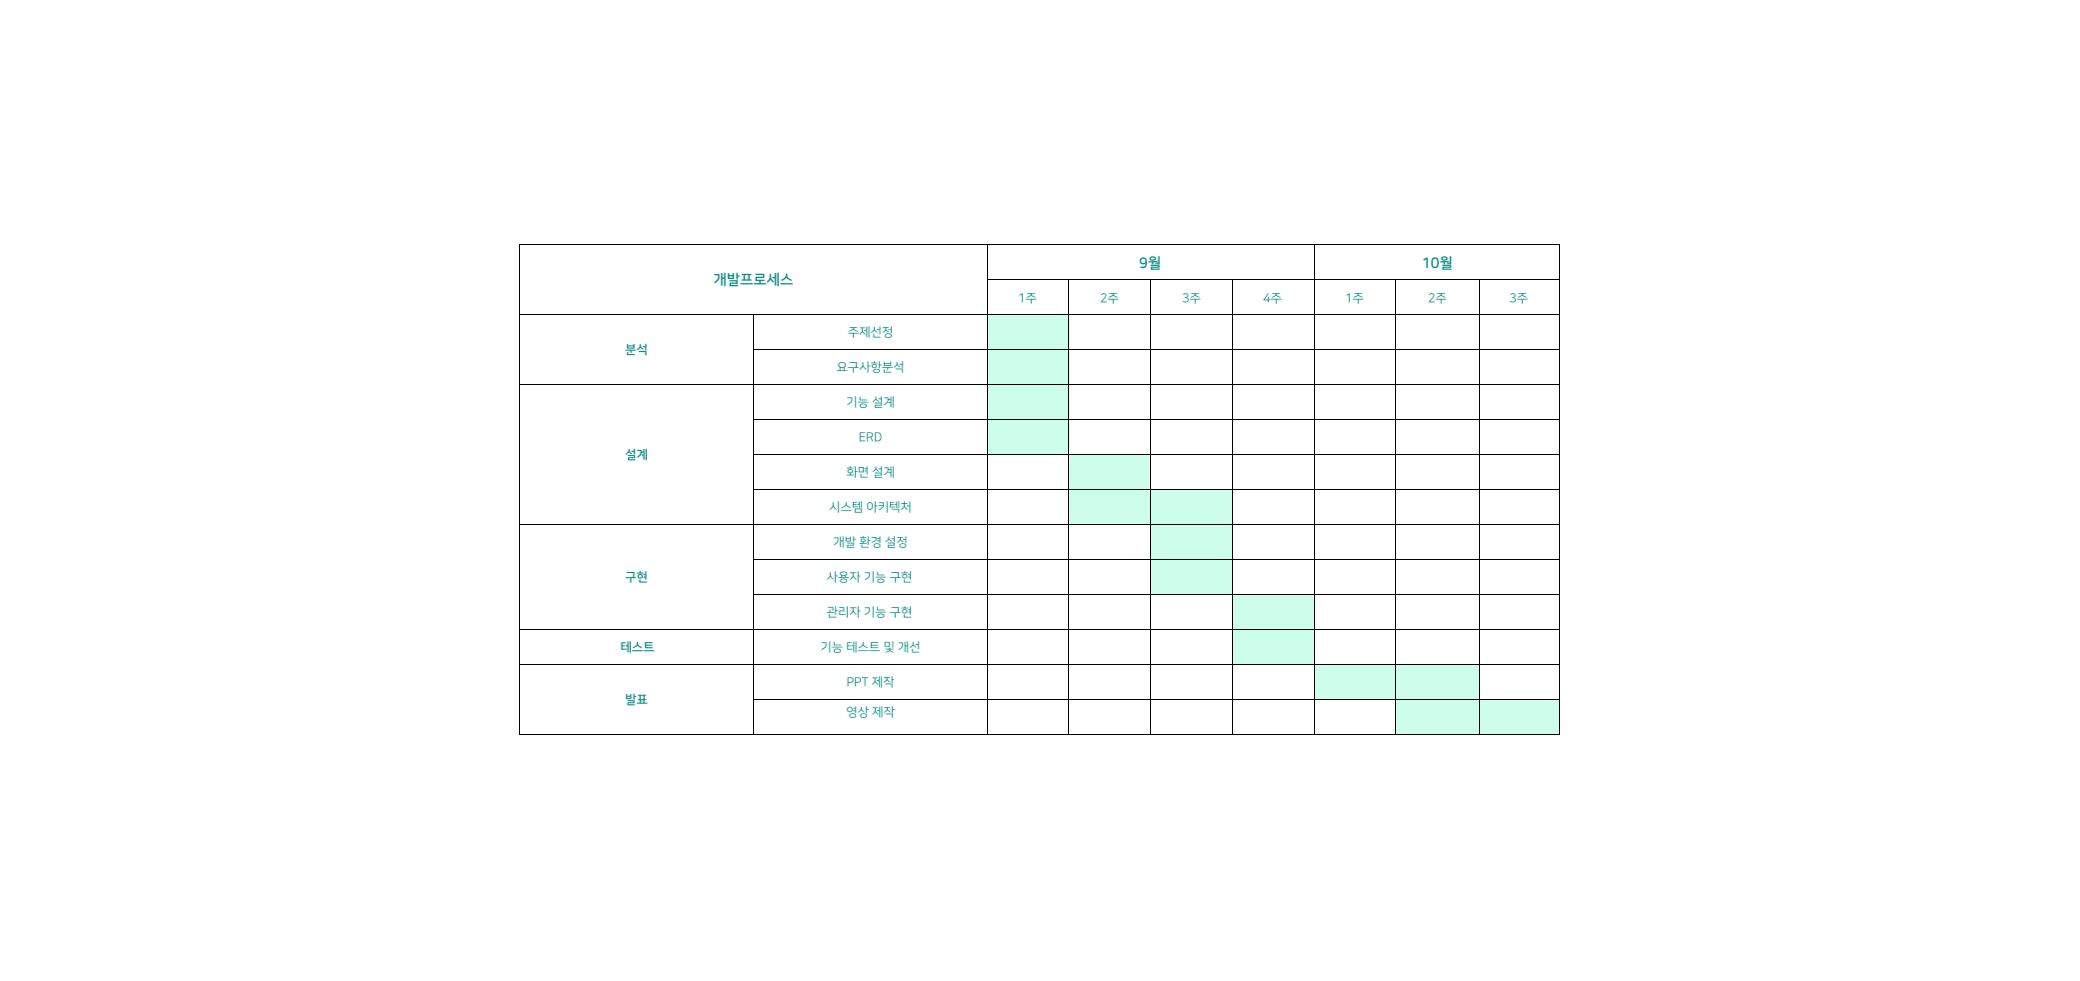 개발프로세스
9월
10월
1주
2주
3주
4주
1주
2주
3주
분석
주제선정
요구사항분석
설계
기능 설계
ERD
화면 설계
시스템 아키텍처
구현
개발 환경 설정
사용자 기능 구현
관리자 기능 구현
테스트
기능 테스트 및 개선
발표
PPT 제작
영상 제작